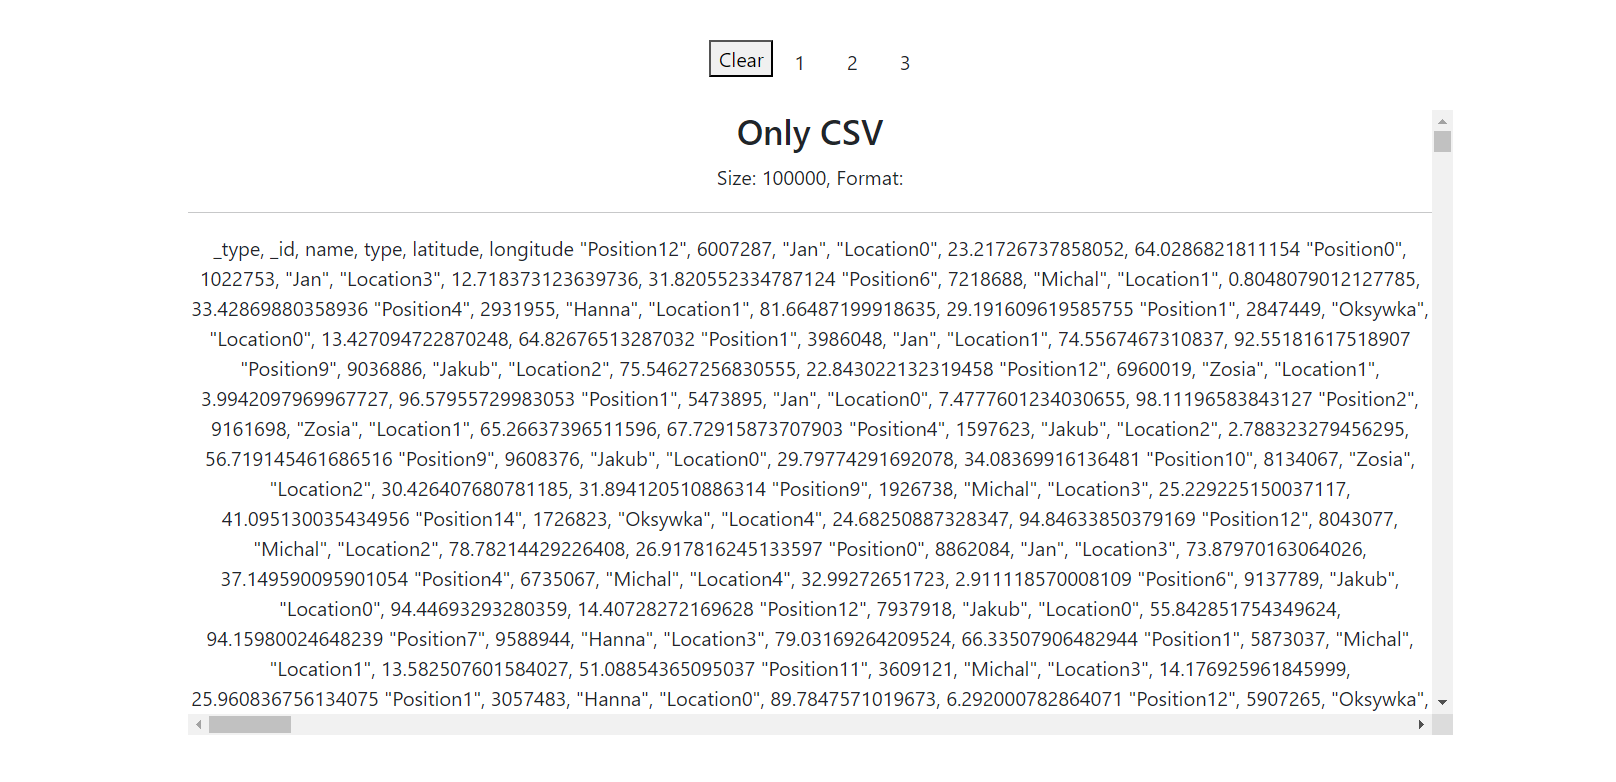 Clear 1 2 3
Only CSV
Size: 100000, Format:
_type, _id, name, type, latitude, longitude "Position12", 6007287, "Jan", "Location0", 23.21726737858052, 64.0286821811154 "Position0",
1022753, "Jan", "Location3", 12.718373123639736, 31.820552334787124 "Position6", 7218688, "Michal", "Location1", 0.8048079012127785,
33.42869880358936 "Position4", 2931955, "Hanna", "Location1", 81.66487199918635, 29.191609619585755 "Position1", 2847449, "Oksywka",
"Location0", 13.427094722870248, 64.82676513287032 "Position1", 3986048, "Jan", "Location1", 74.5567467310837, 92.55181617518907
"Position9", 9036886, "Jakub", "Location2", 75.54627256830555, 22.843022132319458 "Position12", 6960019, "Zosia", "Location1",
3.9942097969967727, 96.57955729983053 "Position1", 5473895, "Jan", "Location0", 7.4777601234030655, 98.11196583843127 "Position2",
9161698, "Zosia", "Location1", 65.26637396511596, 67.72915873707903 "Position4", 1597623, "Jakub", "Location2", 2.788323279456295,
56.719145461686516 "Position9", 9608376, "Jakub", "Location0", 29.79774291692078, 34.08369916136481 "Position10", 8134067, "Zosia",
"Location2", 30.426407680781185, 31.894120510886314 "Position9", 1926738, "Michal", "Location3", 25.229225150037117,
41.095130035434956 "Position14", 1726823, "Oksywka", "Location4", 24.68250887328347, 94.84633850379169 "Position12", 8043077,
"Michal", "Location2", 78.78214429226408, 26.917816245133597 "Position0", 8862084, "Jan", "Location3", 73.87970163064026,
37.149590095901054 "Position4", 6735067, "Michal", "Location4", 32.99272651723, 2.911118570008109 "Position6", 9137789, "Jakub",
"Location0", 94.44693293280359, 14.40728272169628 "Position12", 7937918, "Jakub", "Location0", 55.842851754349624,
94.15980024648239 "Position7", 9588944, "Hanna", "Location3", 79.03169264209524, 66.33507906482944 "Position1", 5873037, "Michal",
"Location1", 13.582507601584027, 51.08854365095037 "Position11", 3609121, "Michal", "Location3", 14.176925961845999,
25.960836756134075 "Position1", 3057483, "Hanna", "Location0", 89.7847571019673, 6.292000782864071 "Position12", 5907265, "Oksywka",